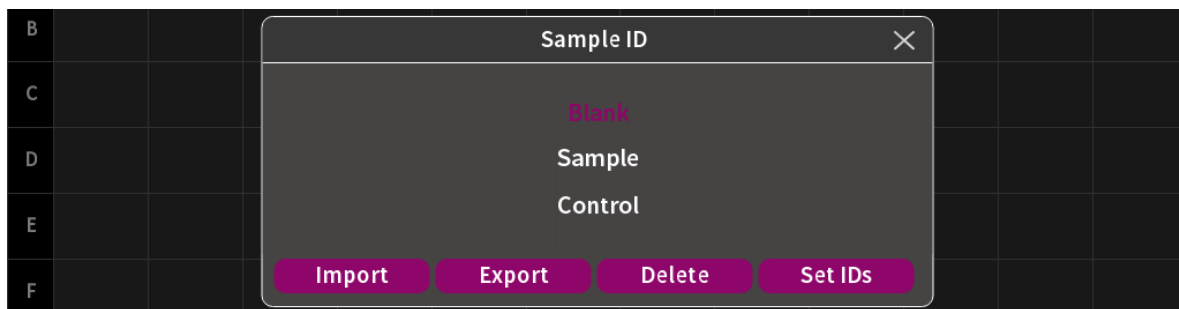 B
Sample ID
C
Blank
D
Sample
Control
E
Import Export Delete Set IDs
F